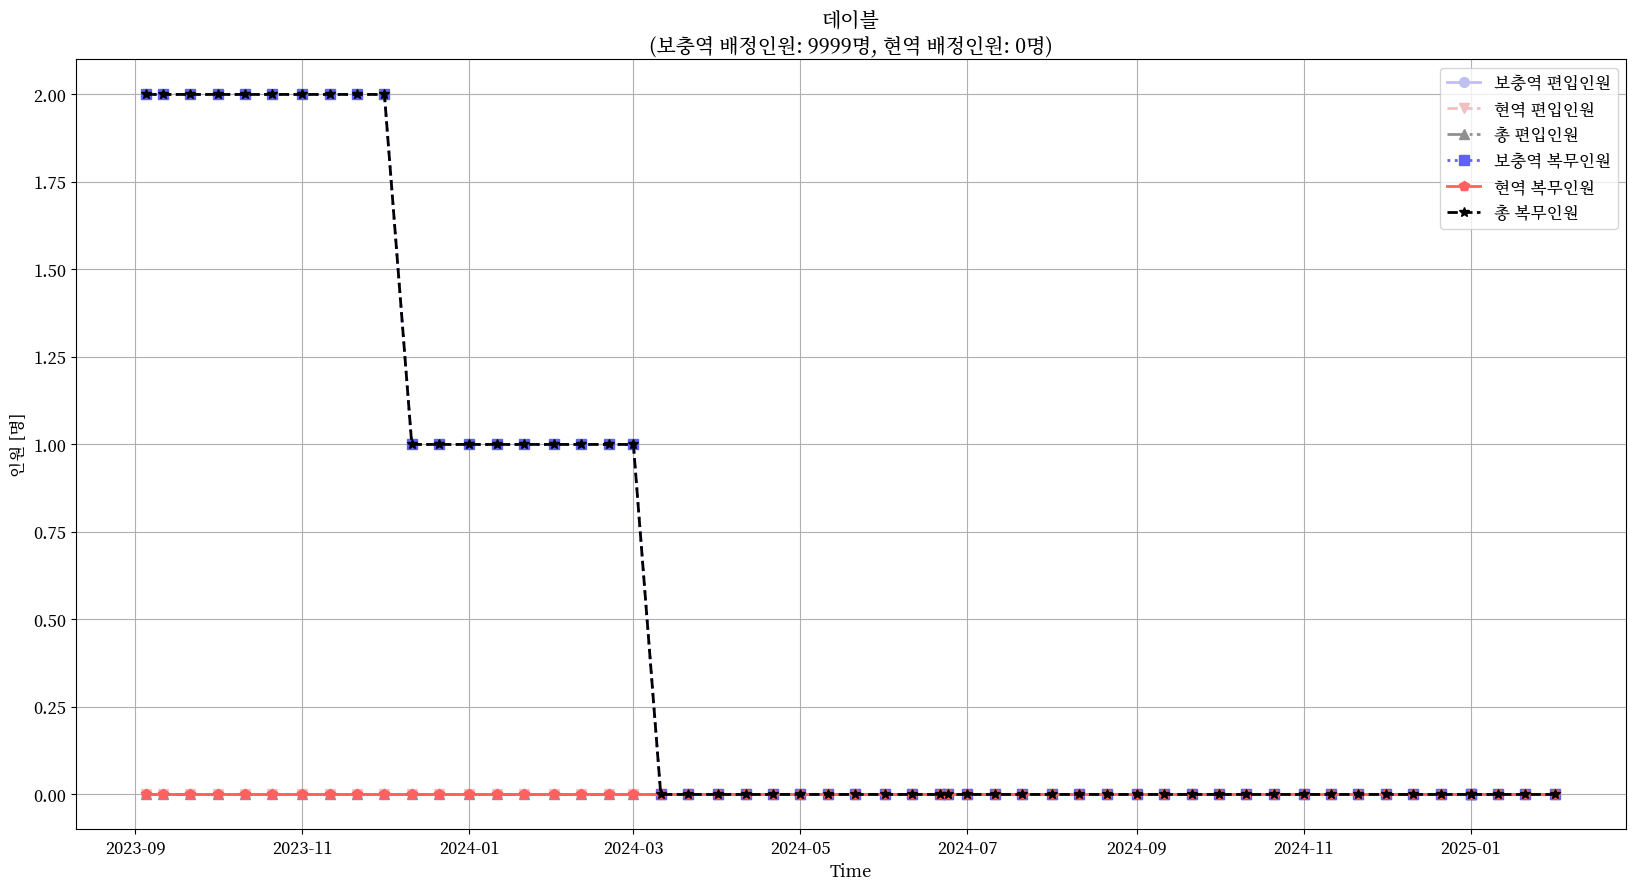 데이블
(보충역 배정인원: 9999명, 현역 배정인원: 0명)
보충역 편입인원
현역 편입인원
총 편입인원
보충역 복무인원
현역 복무인원
총 복무인원
인원 [명]
2.00
1.75
1.50
1.25
1.00
0.75
0.50
0.25
0.00
2023-09
2023-11
2024-01
2024-03
2024-05
2024-07
2024-09
2024-11
2025-01
Time